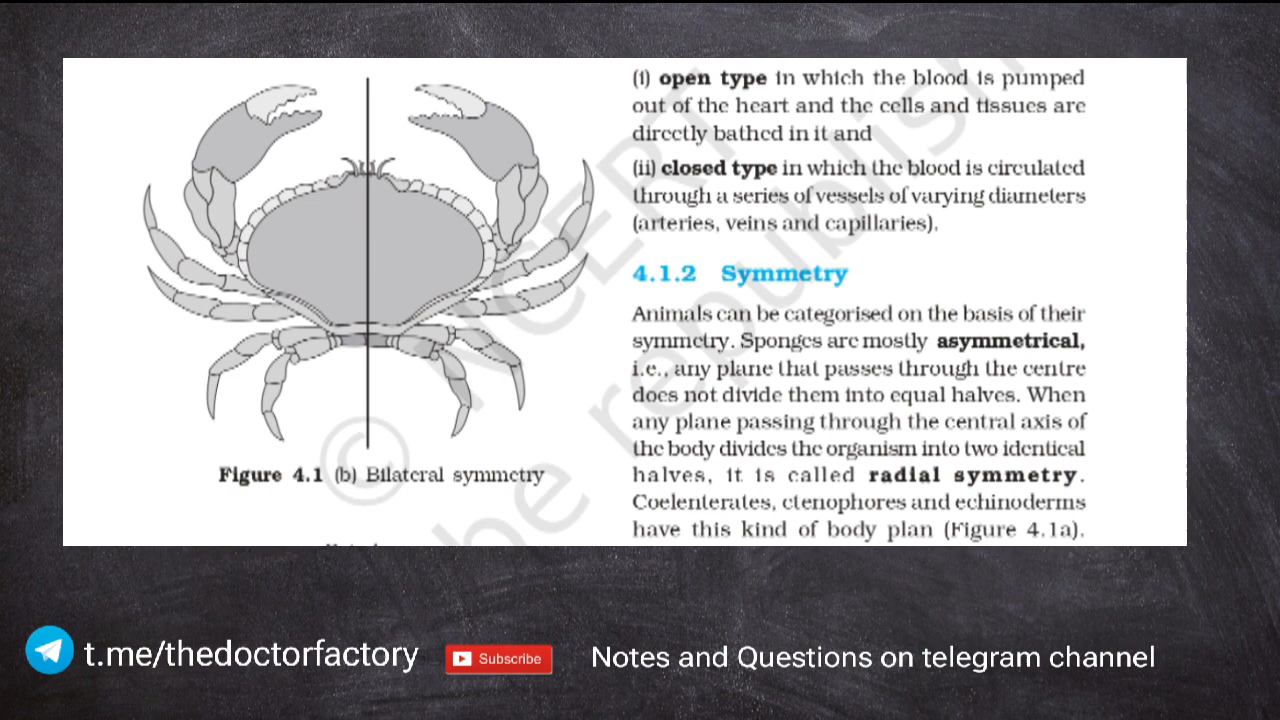 (i) open type in which the blood is pumped
out of the heart and the cells and tissues are
directly bathed in it and
(ii) closed type in which the blood is circulated
through a series of vessels of varying diameters
(arteries, veins and capillaries).
4.1.2 Symmetry
Animals can be categorised on the basis of their
symmetry. Sponges are mostly asymmetrical,
i.e., any plane that passes through the centre
does not divide them into equal halves. When
any plane passing through the central axis of
the body divides the organism into two identical
halves, it is called radial symmetry.
Coelenterates, ctenophores and echinoderms
have this kind of body plan (Figure 4.1a).
Figure 4.1 (b) Bilateral symmetry
© NCERT
be republish
t.me/thedoctorfactory
Subscribe
Notes and Questions on telegram channel